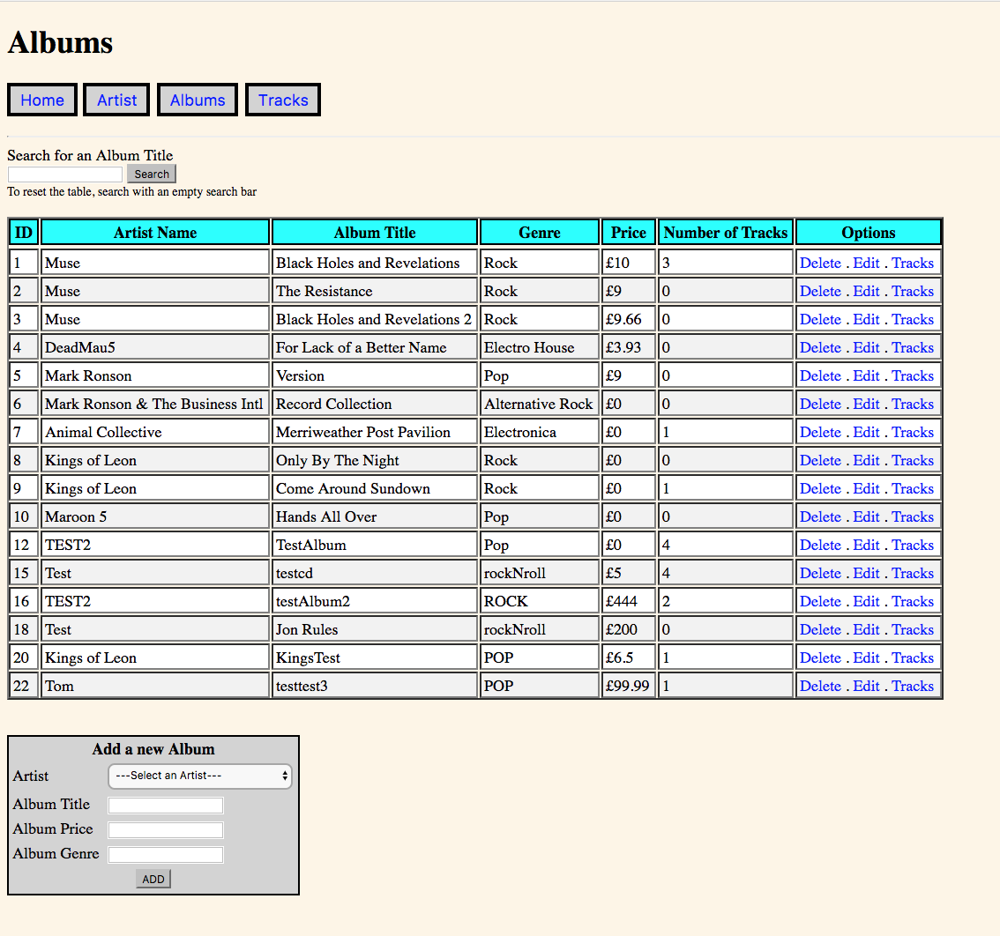 Albums
Home Artist Albums Tracks
Search for an Album Title
Search
To reset the table, search with an empty search bar
ID Artist Name Album Title Genre Price Number of Tracks Options
1 Muse Black Holes and Revelations Rock £10 3 Delete . Edit . Tracks
2 Muse The Resistance Rock £9 0 Delete . Edit . Tracks
3 Muse Black Holes and Revelations 2 Rock £9.66 0 Delete . Edit . Tracks
4 DeadMau5 For Lack of a Better Name Electro House £3.93 0 Delete . Edit . Tracks
5 Mark Ronson Version Pop £9 0 Delete . Edit . Tracks
6 Mark Ronson & The Business Intl Record Collection Alternative Rock £0 0 Delete . Edit . Tracks
7 Animal Collective Merriweather Post Pavilion Electronica £0 1 Delete . Edit . Tracks
8 Kings of Leon Only By The Night Rock £0 0 Delete . Edit . Tracks
9 Kings of Leon Come Around Sundown Rock £0 1 Delete . Edit . Tracks
10 Maroon 5 Hands All Over Pop £0 0 Delete . Edit . Tracks
12 TEST2 TestAlbum Pop £0 4 Delete . Edit . Tracks
15 Test testcd rockNroll £5 4 Delete . Edit . Tracks
16 TEST2 testAlbum2 ROCK £444 2 Delete . Edit . Tracks
18 Test Jon Rules rockNroll £200 0 Delete . Edit . Tracks
20 Kings of Leon KingsTest POP £6.5 1 Delete . Edit . Tracks
22 Tom testtest3 POP £99.99 1 Delete . Edit . Tracks
Add a new Album
Artist ---Select an Artist---
Album Title
Album Price
Album Genre
ADD